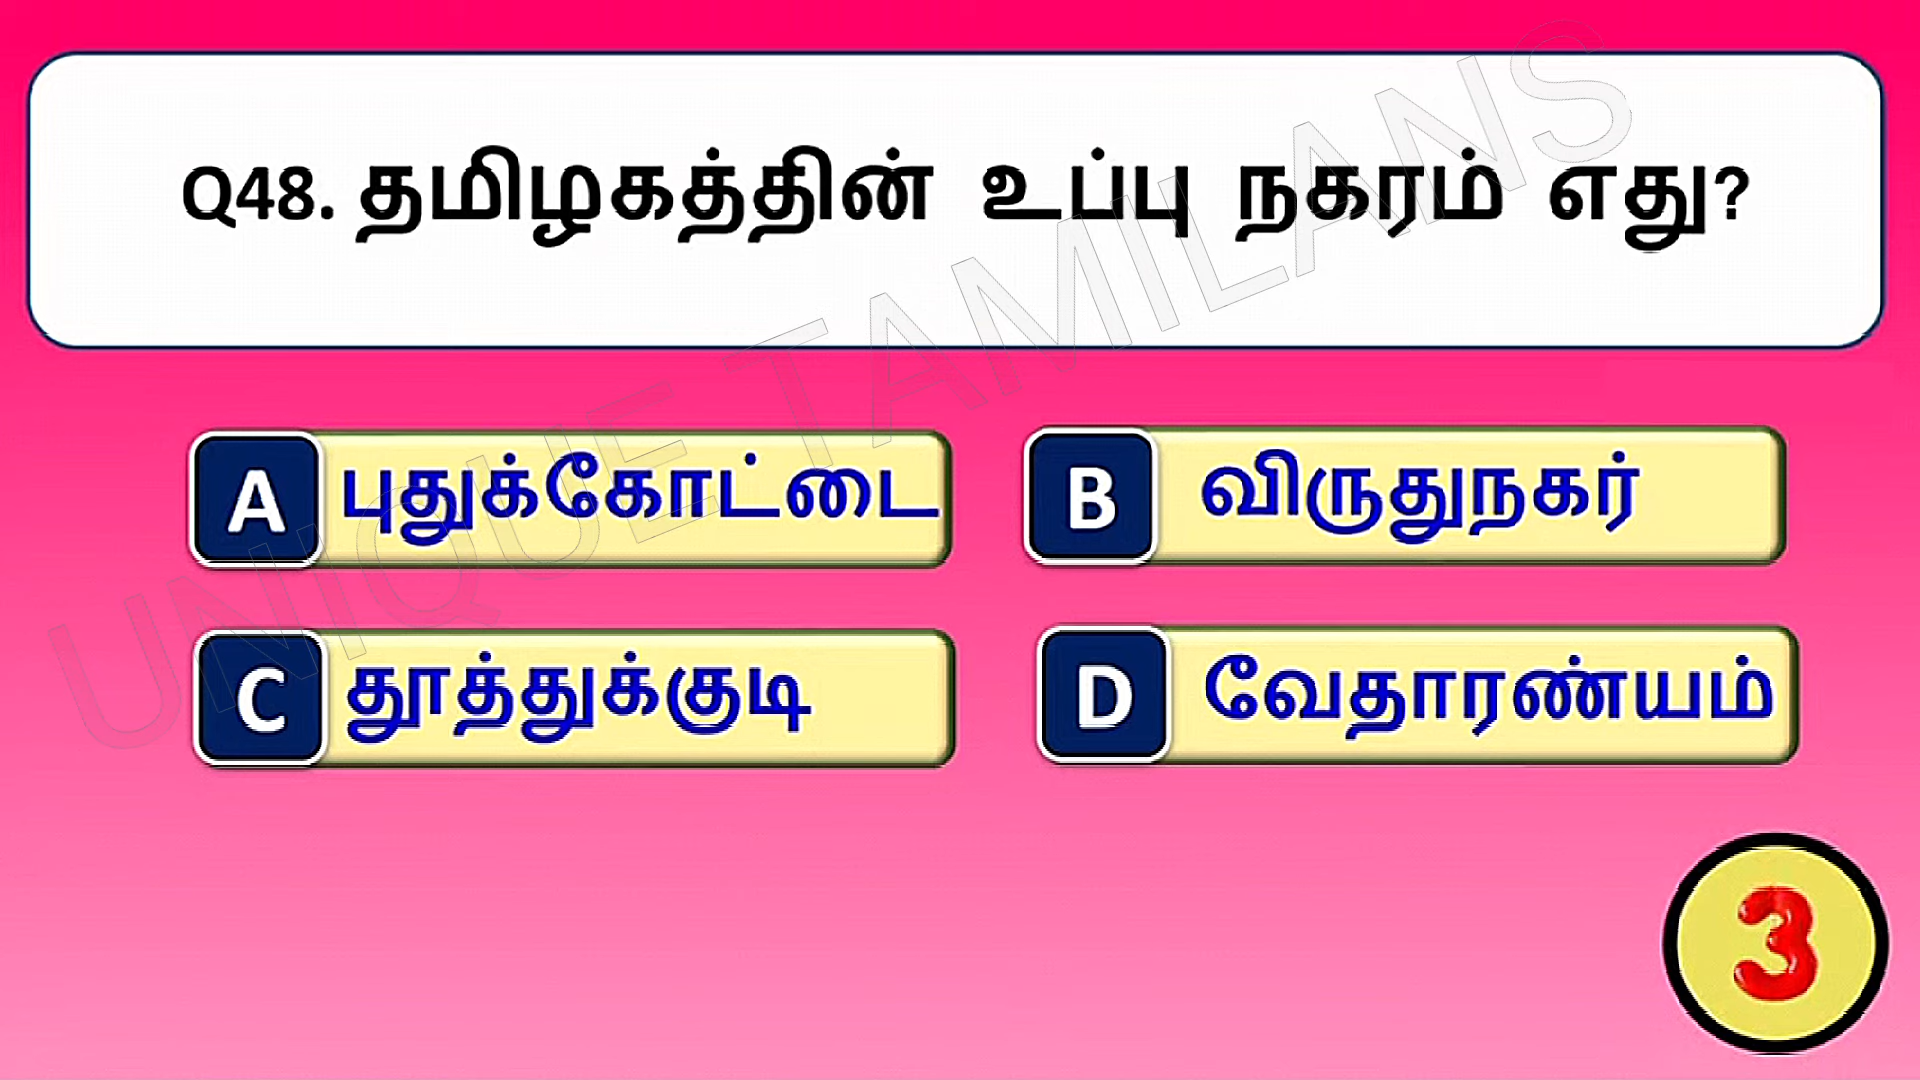 Q48. தமிழகத்தின் உப்பு நகரம் எது?
A புதுக்கோட்டை
B விருதுநகர்
C தூத்துக்குடி
D வேதாரண்யம்
3
UNIQUE TAMILANS